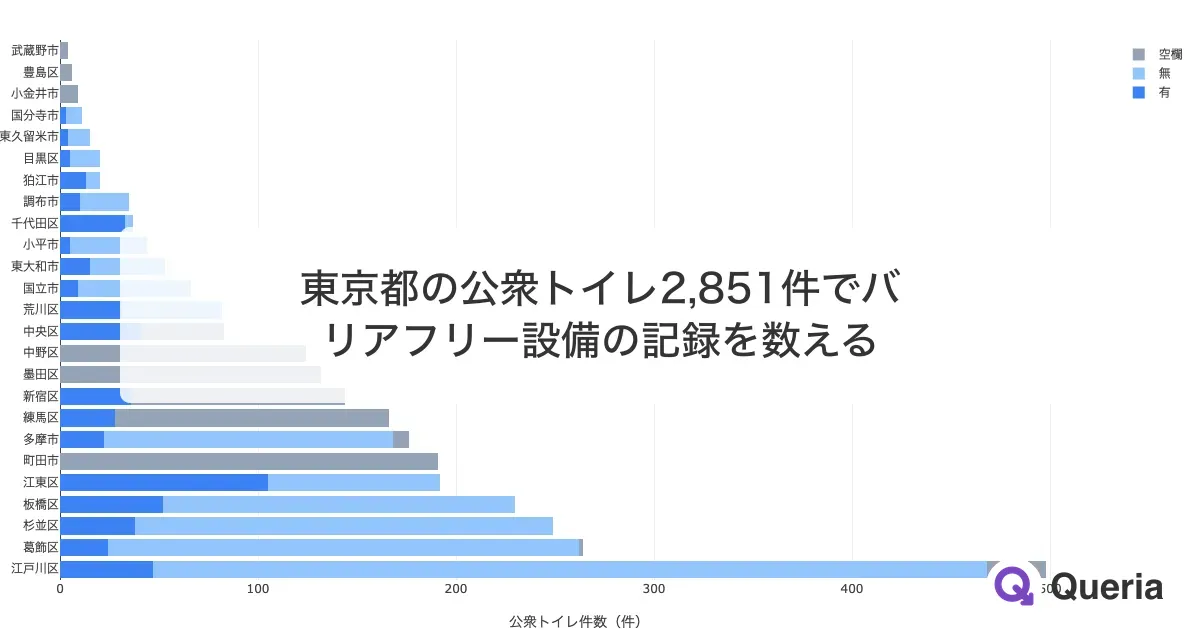 武蔵野市
豊島区
小金井市
国分寺市
東久留米市
目黒区
狛江市
調布市
千代田区
小平市
東大和市
国立市
荒川区
中央区
中野区
墨田区
新宿区
練馬区
多摩市
町田市
江東区
板橋区
杉並区
葛飾区
江戸川区
0 100 200 300 400 500
公衆トイレ件数（件）
空欄
無
有
東京都の公衆トイレ2,851件でバ
リアフリー設備の記録を数える
Queria